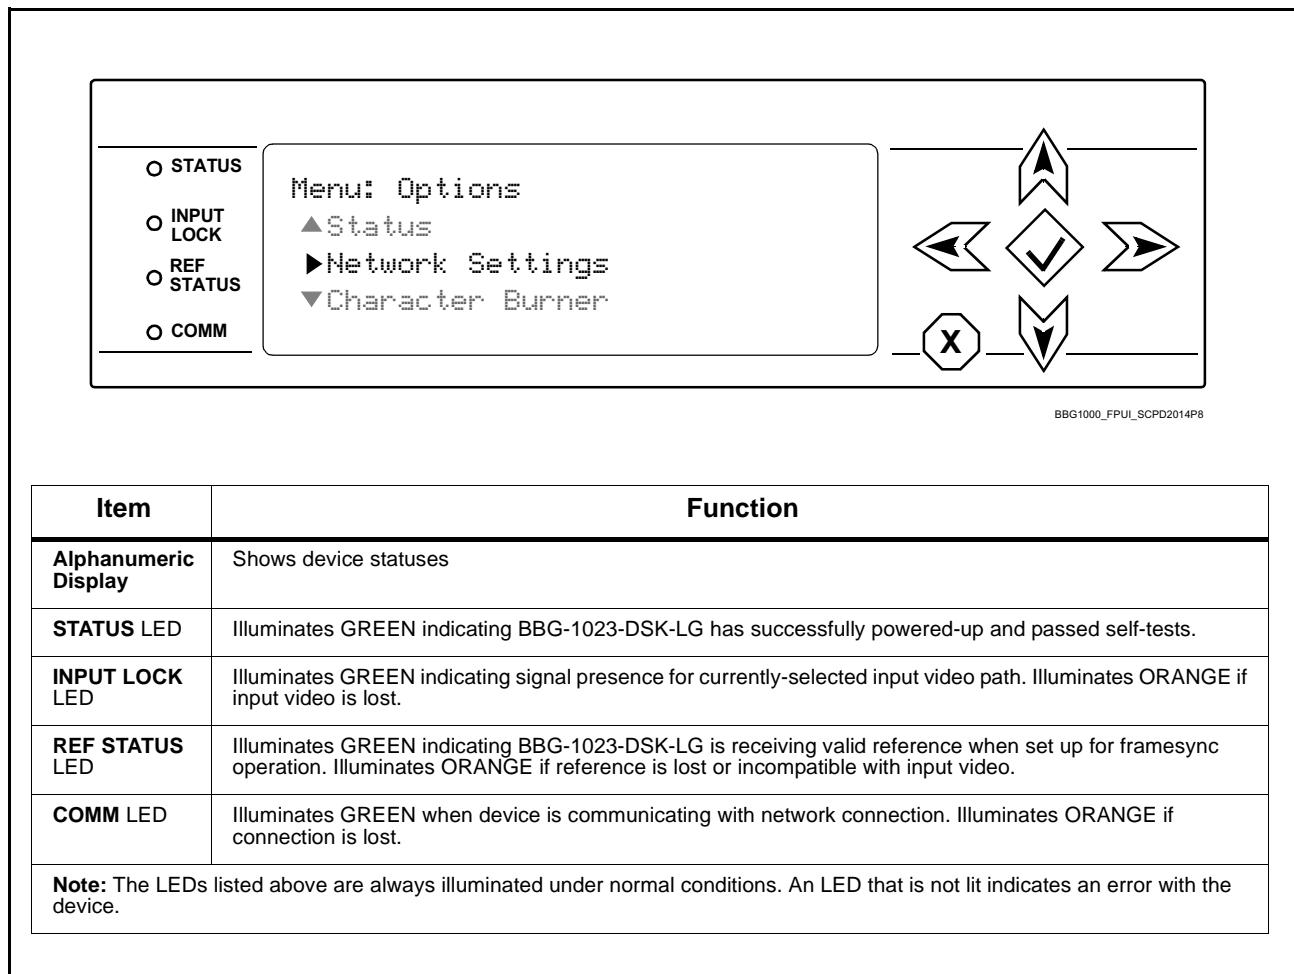 STATUS
INPUT
LOCK
REF
STATUS
COMM
Menu: Options
▲Status
▶Network Settings
▼Character Burner
X
BBG1000_FPUI_SCPD2014P8
Item Function
Alphanumeric
Display
Shows device statuses
STATUS LED Illuminates GREEN indicating BBG-1023-DSK-LG has successfully powered-up and passed self-tests.
INPUT LOCK
LED
Illuminates GREEN indicating signal presence for currently-selected input video path. Illuminates ORANGE if
input video is lost.
REF STATUS
LED
Illuminates GREEN indicating BBG-1023-DSK-LG is receiving valid reference when set up for framesync
operation. Illuminates ORANGE if reference is lost or incompatible with input video.
COMM LED Illuminates GREEN when device is communicating with network connection. Illuminates ORANGE if
connection is lost.
Note: The LEDs listed above are always illuminated under normal conditions. An LED that is not lit indicates an error with the
device.